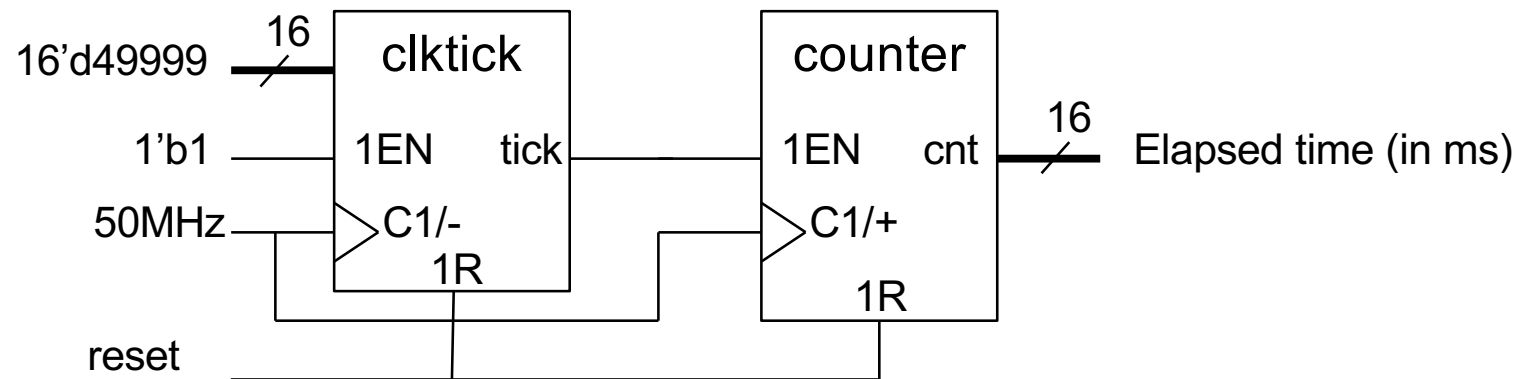 16’d49999
16
clktick
counter
1’b1
1EN
tick
1EN
cnt
16
Elapsed time (in ms)
50MHz
C1/-
C1/+
1R
1R
reset